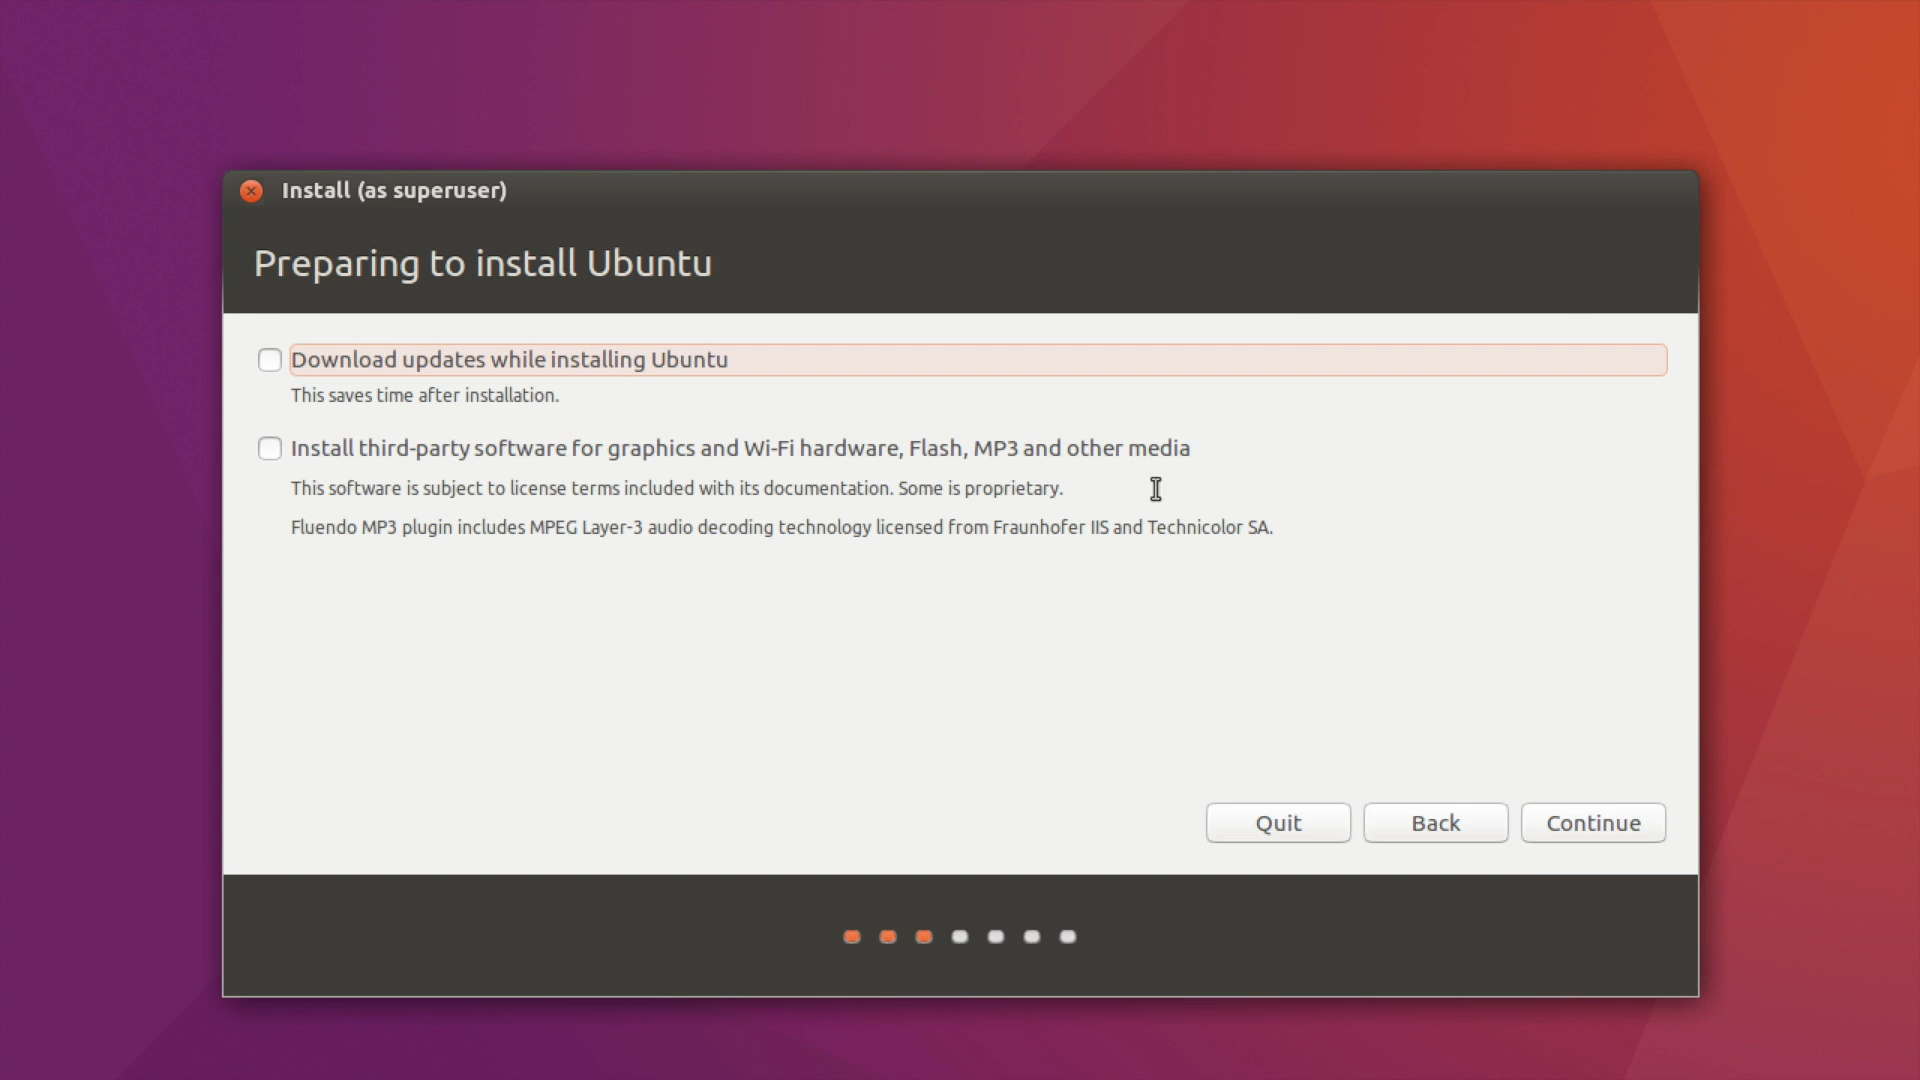 Install (as superuser)
Preparing to install Ubuntu
Download updates while installing Ubuntu
This saves time after installation.
Install third-party software for graphics and Wi-Fi hardware, Flash, MP3 and other media
This software is subject to license terms included with its documentation. Some is proprietary.
Fluendo MP3 plugin includes MPEG Layer-3 audio decoding technology licensed from Fraunhofer IIS and Technicolor SA.
Quit
Back
Continue